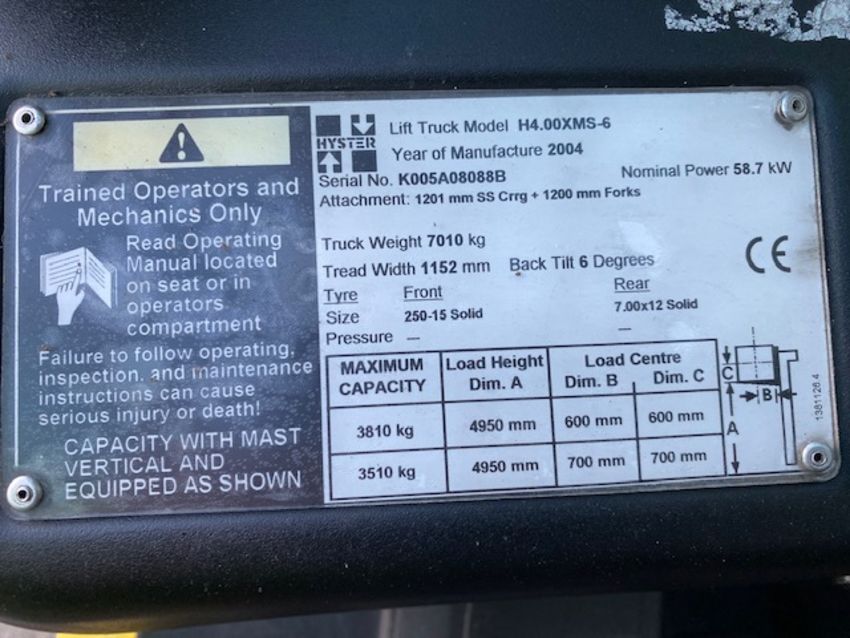 Trained Operators and
Mechanics Only
Read Operating
Manual located
on seat or in
operators
compartment
Failure to follow operating,
inspection, and maintenance
instructions can cause
serious injury or death!
CAPACITY WITH MAST
VERTICAL AND
EQUIPPED AS SHOWN
HYSTER
Lift Truck Model H4.00XMS-6
Year of Manufacture 2004
Serial No. K005A08088B Nominal Power 58.7 kW
Attachment: 1201 mm SS Crrg + 1200 mm Forks
Truck Weight 7010 kg
Tread Width 1152 mm Back Tilt 6 Degrees
CE
Tyre Front Rear
Size 250-15 Solid 7.00x12 Solid
Pressure — —
MAXIMUM CAPACITY Load Height Dim. A Load Centre Dim. B Dim. C
3810 kg 4950 mm 600 mm 600 mm
3510 kg 4950 mm 700 mm 700 mm
C
B
A
1381126.4